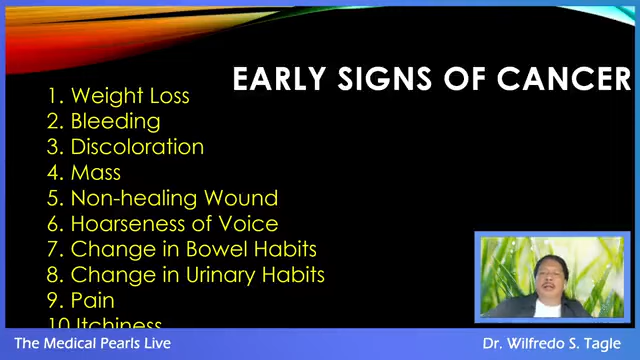 EARLY SIGNS OF CANCER
1. Weight Loss
2. Bleeding
3. Discoloration
4. Mass
5. Non-healing Wound
6. Hoarseness of Voice
7. Change in Bowel Habits
8. Change in Urinary Habits
9. Pain
10 Itchiness
The Medical Pearls Live
Dr. Wilfredo S. Tagle